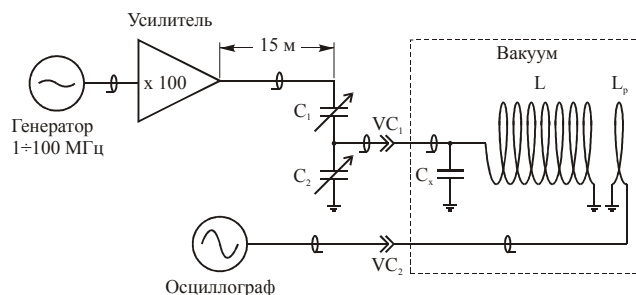 Усилитель
15 м
Вакуум
x 100
L
Lp
Генератор
1÷100 МГц
C1
VC1
C2
Cx
VC2
Осциллограф